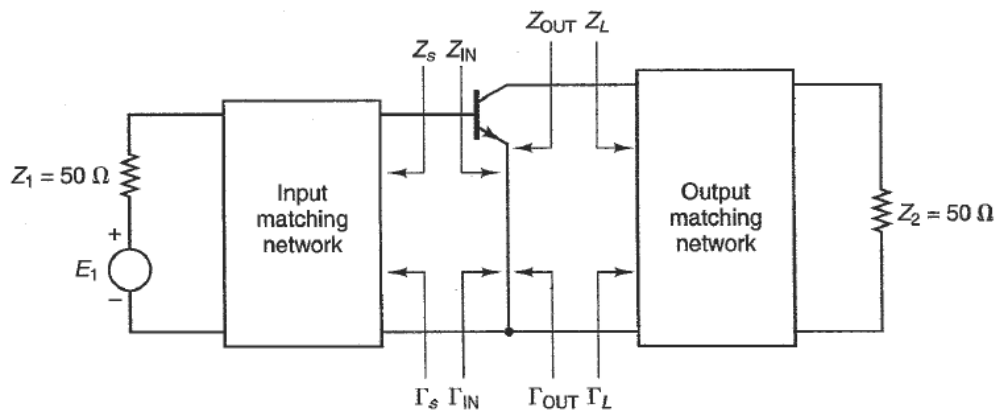 Z_OUT Z_L
Z_s Z_IN
Z_1 = 50 Ω
+
E_1
−
Input
matching
network
Output
matching
network
Z_2 = 50 Ω
Γ_s Γ_IN Γ_OUT Γ_L